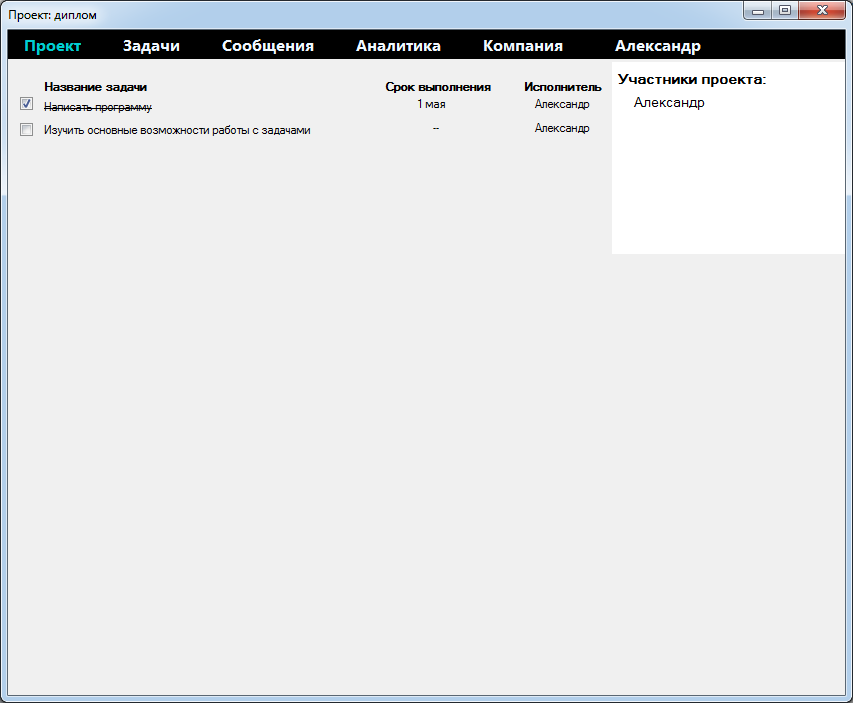 Проект: диплом
Проект Задачи Сообщения Аналитика Компания Александр
Название задачи Срок выполнения Исполнитель
Написать программу 1 мая Александр
Изучить основные возможности работы с задачами -- Александр
Участники проекта:
Александр